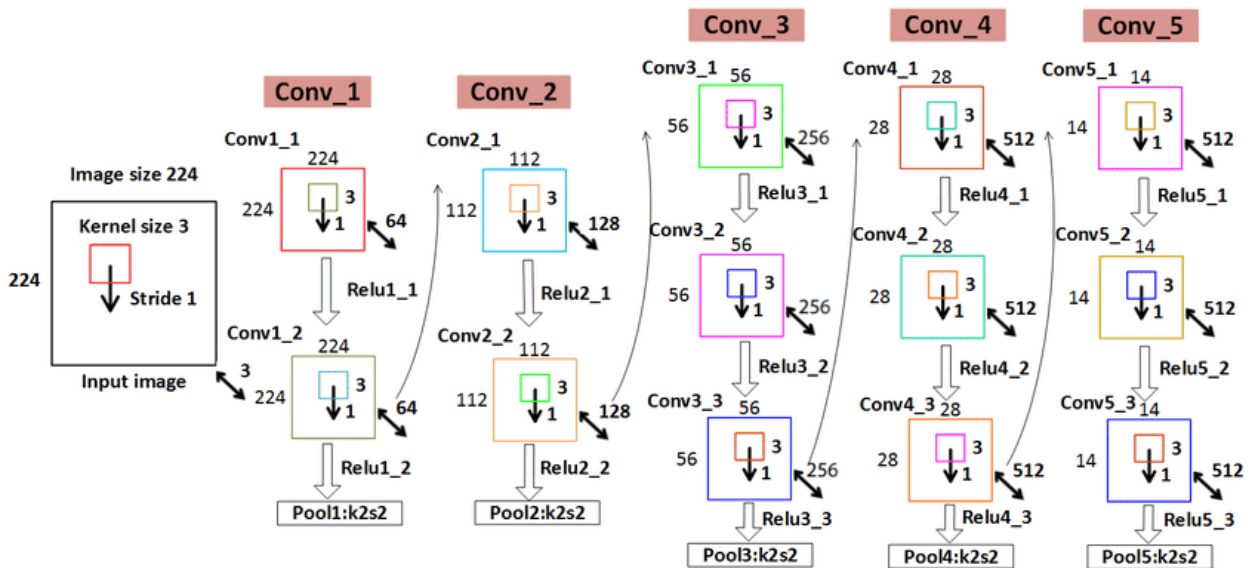 Image size 224
224
Kernel size 3
Stride 1
Input image
3
Conv_1
Conv1_1
224
224
3
1
64
Relu1_1
Conv1_2
224
224
3
1
64
Relu1_2
Pool1:k2s2
Conv_2
Conv2_1
112
112
3
1
128
Relu2_1
Conv2_2
112
112
3
1
128
Relu2_2
Pool2:k2s2
Conv_3
Conv3_1
56
56
3
1
256
Relu3_1
Conv3_2
56
56
3
1
256
Relu3_2
Conv3_3
56
56
3
1
256
Relu3_3
Pool3:k2s2
Conv_4
Conv4_1
28
28
3
1
512
Relu4_1
Conv4_2
28
28
3
1
512
Relu4_2
Conv4_3
28
28
3
1
512
Relu4_3
Pool4:k2s2
Conv_5
Conv5_1
14
14
3
1
512
Relu5_1
Conv5_2
14
14
3
1
512
Relu5_2
Conv5_3
14
14
3
1
512
Relu5_3
Pool5:k2s2